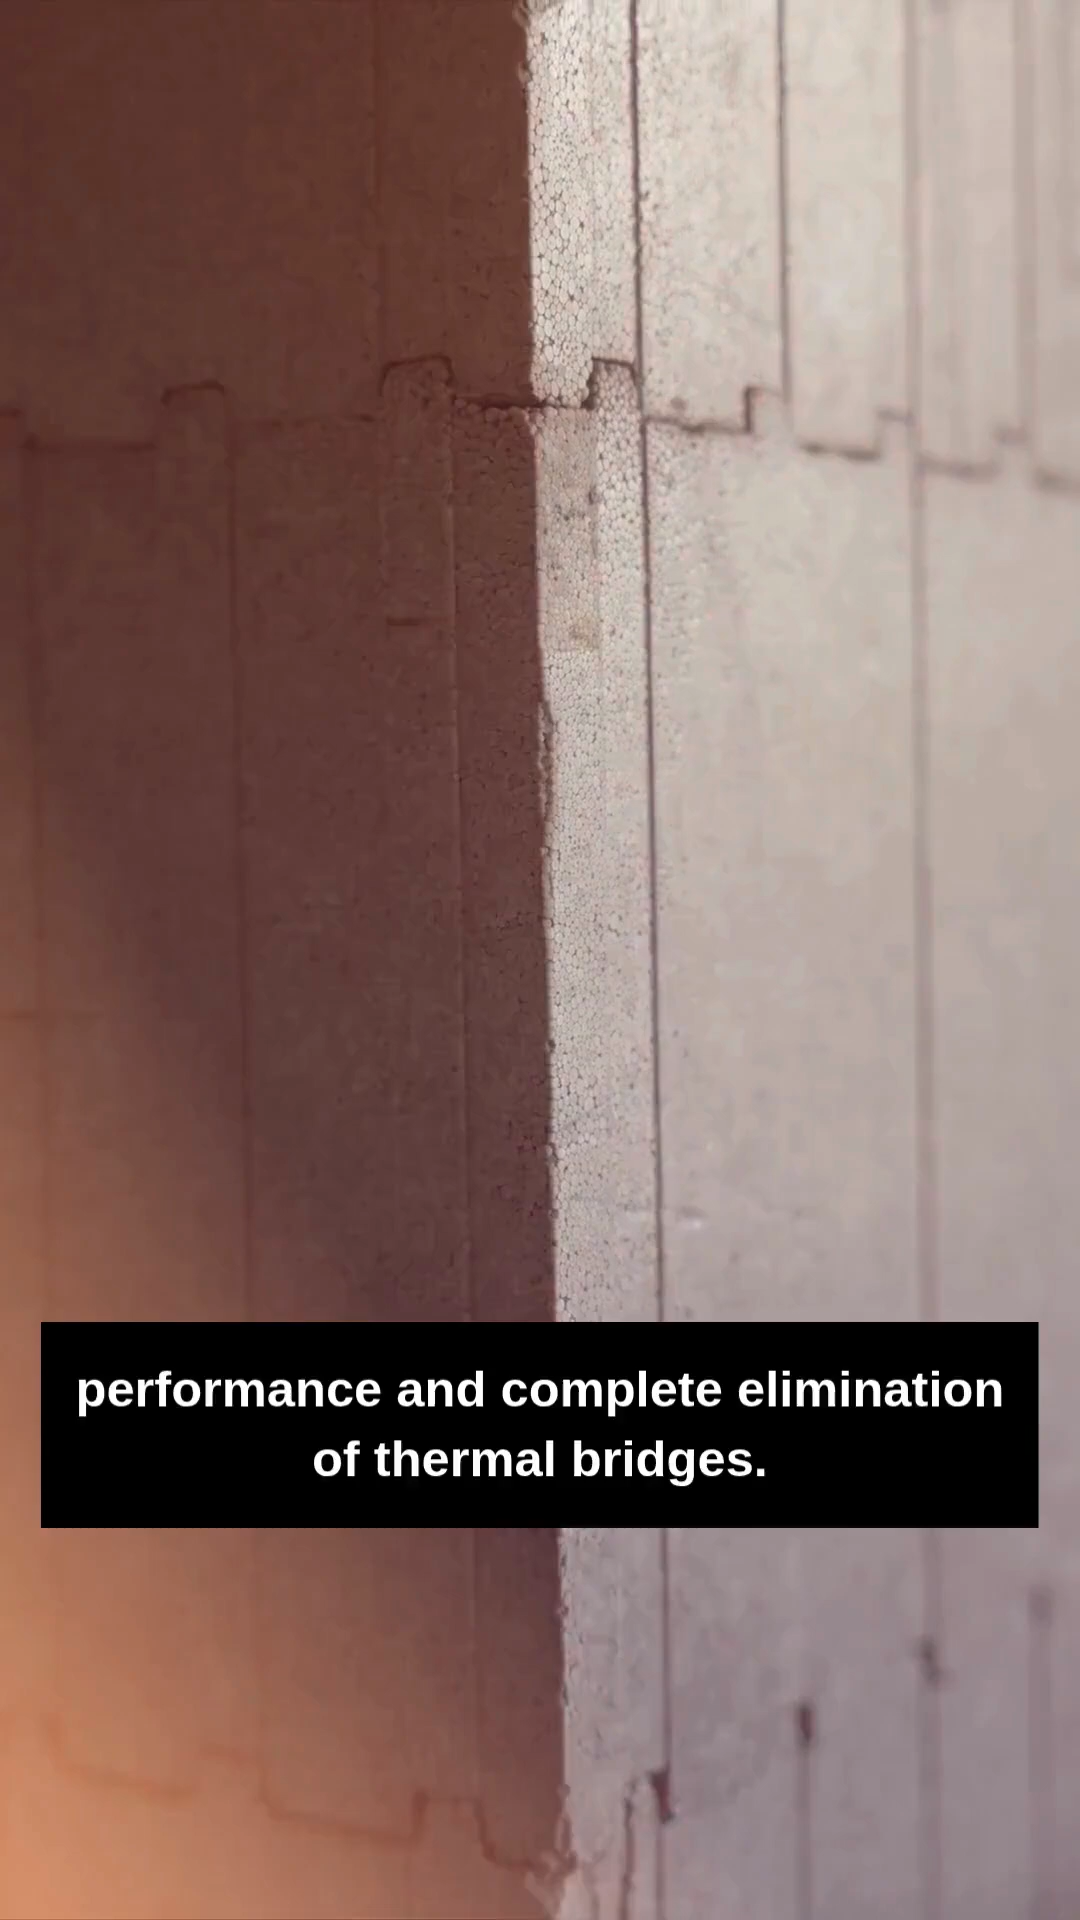 performance and complete elimination
of thermal bridges.